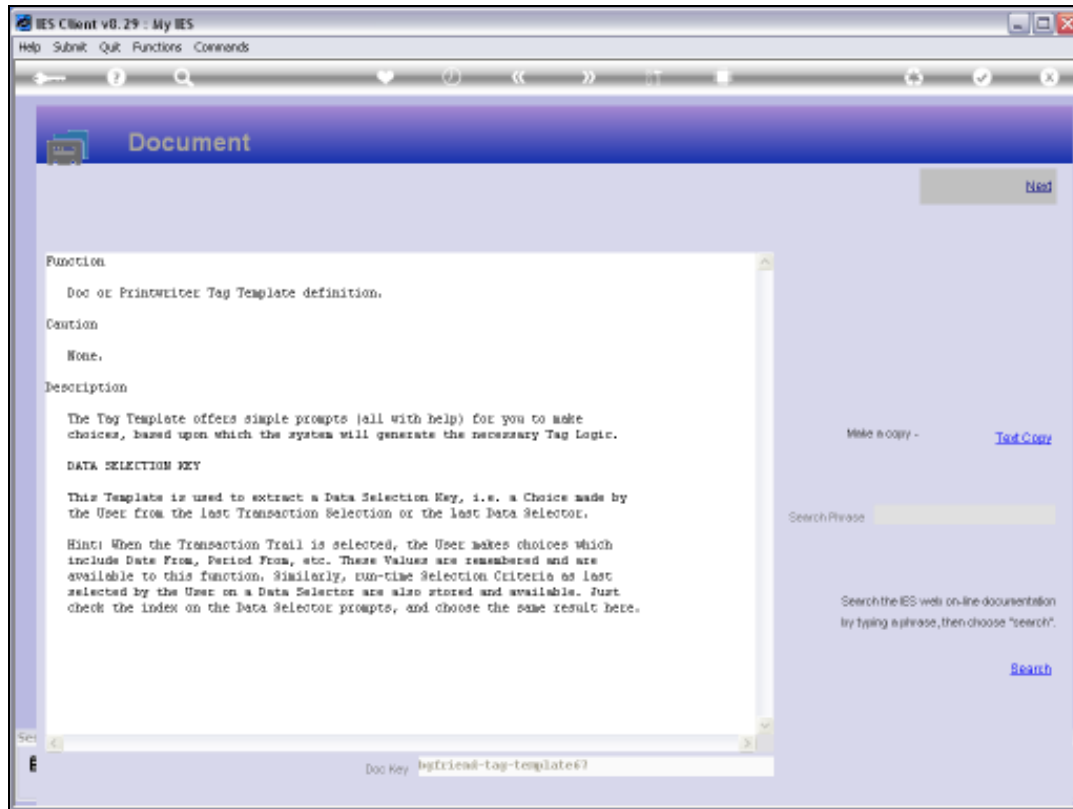 IES Client v8.29 : My IES
Help Submit Quit Functions Commands
Document
Next
Function
Doc or Printwriter Tag Template definition.
Caution
None.
Description
The Tag Template offers simple prompts (all with help) for you to make
choices, based upon which the system will generate the necessary Tag Logic.
DATA SELECTION KEY
This Template is used to extract a Data Selection Key, i.e. a Choice made by
the User from the last Transaction Selection or the last Data Selector.
Hint: When the Transaction Trail is selected, the User makes choices which
include Date From, Period From, etc. These Values are remembered and are
available to this function. Similarly, run-time Selection Criteria as last
selected by the User on a Data Selector are also stored and available. Just
check the index on the Data Selector prompts, and choose the same result here.
Make a copy -
Text Copy
Search Phrase
Search the IES web on-line documentation
by typing a phrase, then choose "search".
Search
Doc Key